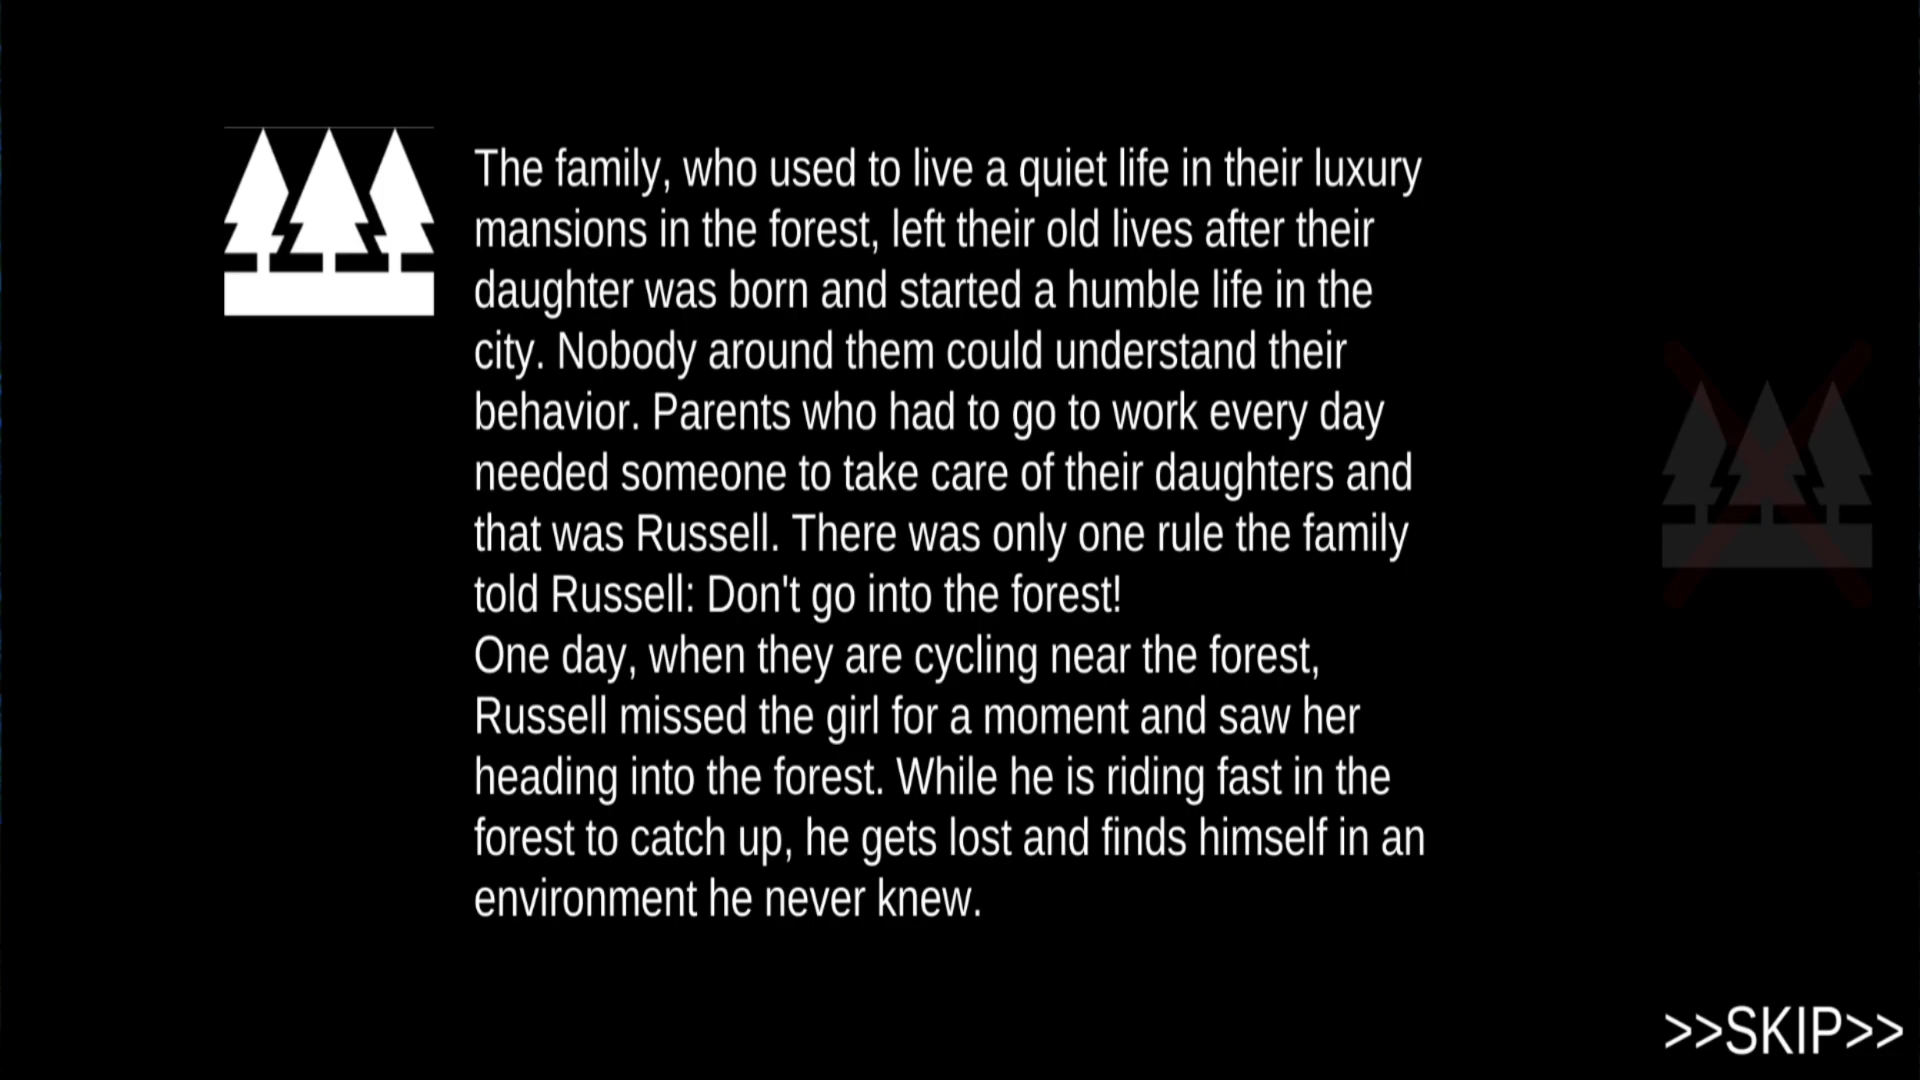 The family, who used to live a quiet life in their luxury
mansions in the forest, left their old lives after their
daughter was born and started a humble life in the
city. Nobody around them could understand their
behavior. Parents who had to go to work every day
needed someone to take care of their daughters and
that was Russell. There was only one rule the family
told Russell: Don't go into the forest!
One day, when they are cycling near the forest,
Russell missed the girl for a moment and saw her
heading into the forest. While he is riding fast in the
forest to catch up, he gets lost and finds himself in an
environment he never knew.
>>SKIP>>